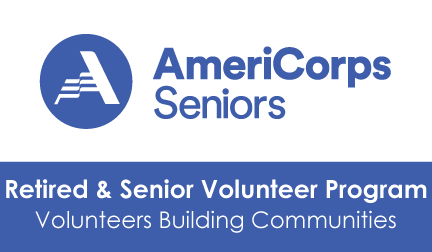 AmeriCorps
Seniors
Retired & Senior Volunteer Program
Volunteers Building Communities